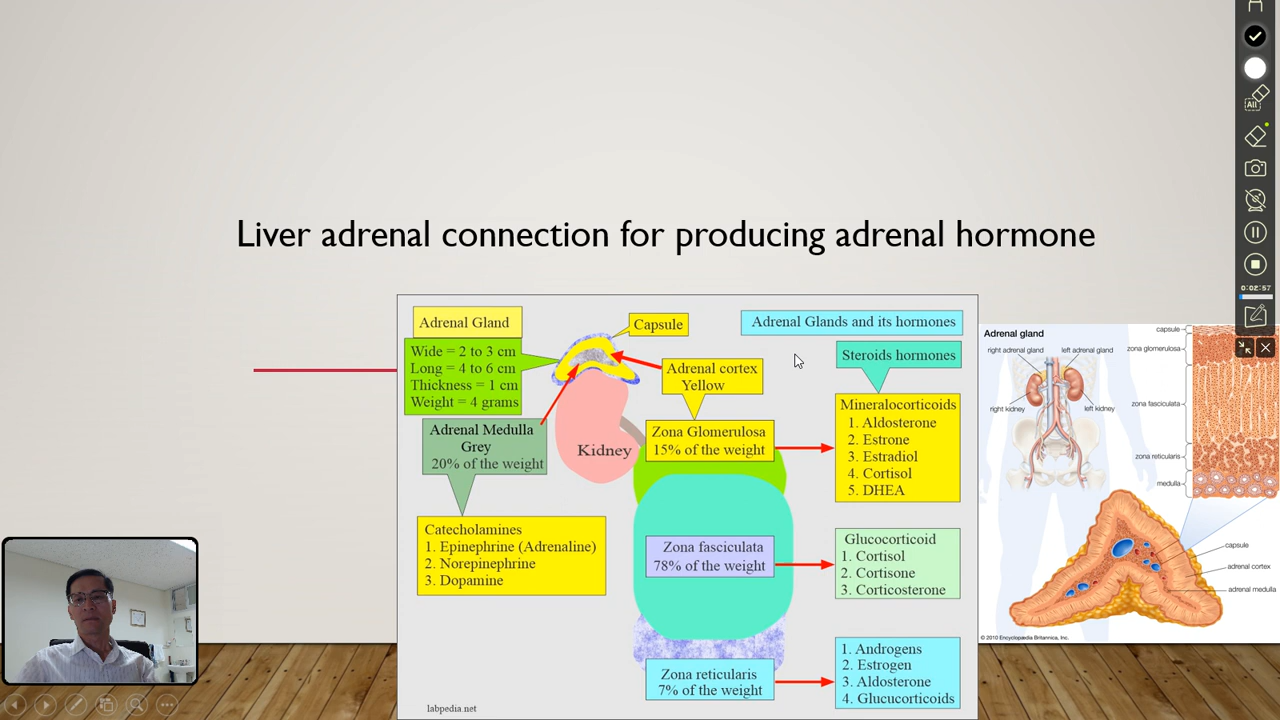 Liver adrenal connection for producing adrenal hormone
Adrenal Gland
Wide = 2 to 3 cm
Long = 4 to 6 cm
Thickness = 1 cm
Weight = 4 grams
Adrenal Medulla
Grey
20% of the weight
Catecholamines
1. Epinephrine (Adrenaline)
2. Norepinephrine
3. Dopamine
labpedia.net
Capsule
Adrenal cortex
Yellow
Kidney
Zona Glomerulosa
15% of the weight
Zona fasciculata
78% of the weight
Zona reticularis
7% of the weight
Adrenal Glands and its hormones
Steroids hormones
Mineralocorticoids
1. Aldosterone
2. Estrone
3. Estradiol
4. Cortisol
5. DHEA
Glucocorticoid
1. Cortisol
2. Cortisone
3. Corticosterone
1. Androgens
2. Estrogen
3. Aldosterone
4. Glucucorticoids
Adrenal gland
right adrenal gland
left adrenal gland
right kidney
left kidney
capsule
zona glomerulosa
zona fasciculata
zona reticularis
medulla
capsule
adrenal cortex
adrenal medulla
© 2010 Encyclopædia Britannica, Inc.
All
0:02:57